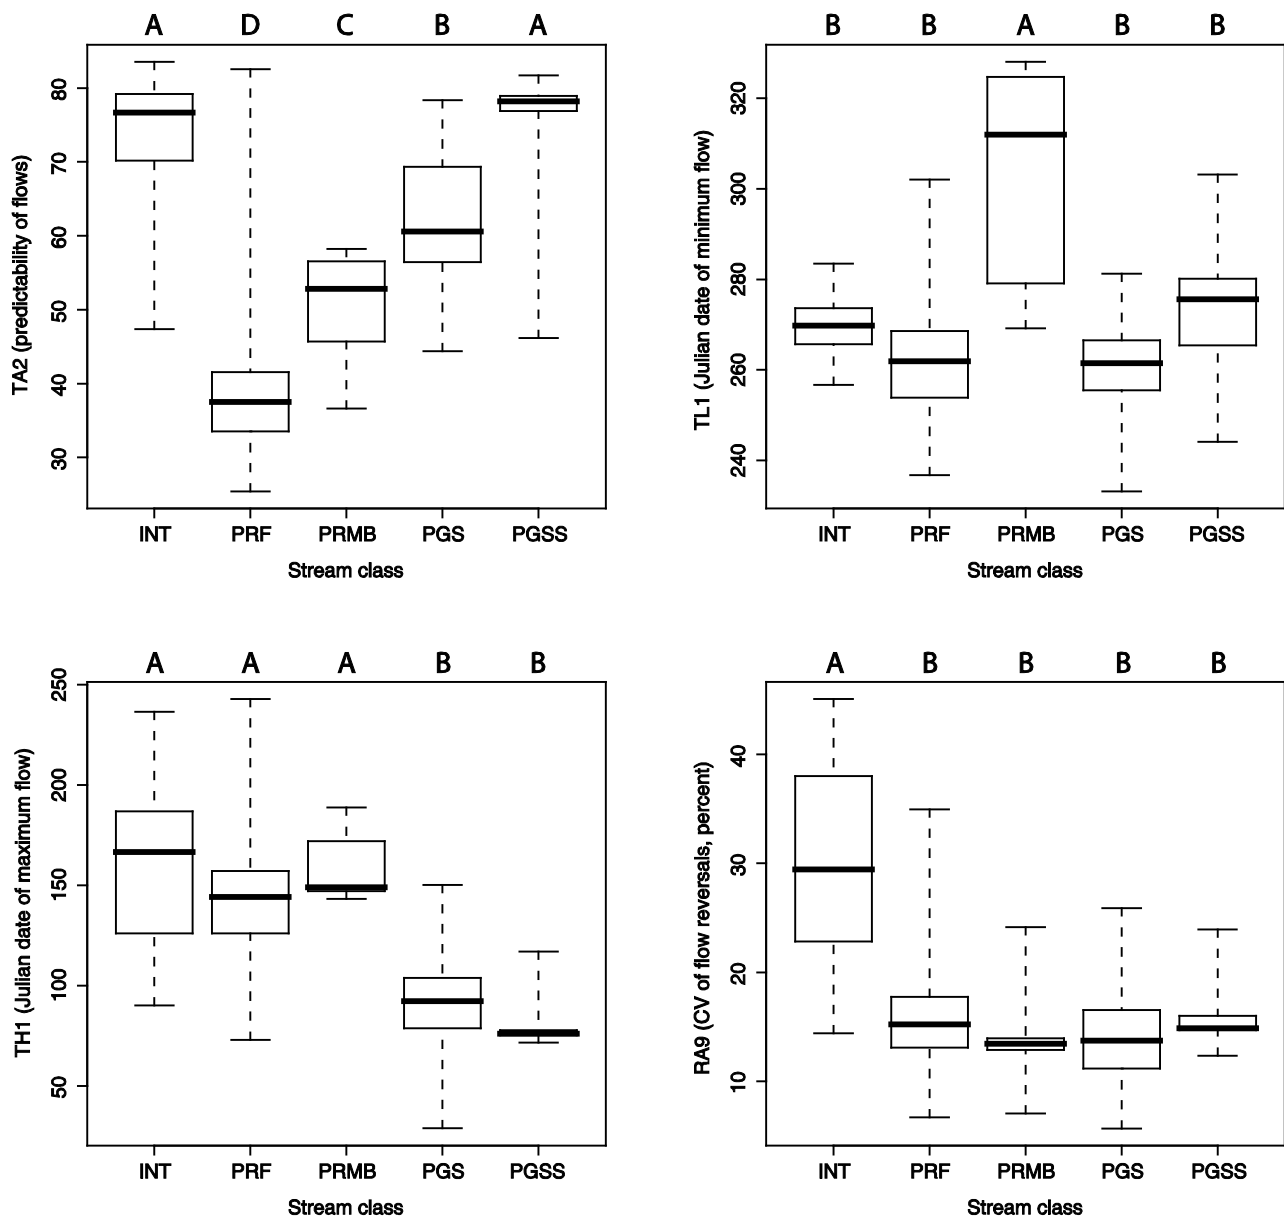 A D C B A
TA2 (predictability of flows)
80
70
60
50
40
30
INT PRF PRMB PGS PGSS
Stream class
B B A B B
TL1 (Julian date of minimum flow)
320
300
280
260
240
INT PRF PRMB PGS PGSS
Stream class
A A A B B
TH1 (Julian date of maximum flow)
250
200
150
100
50
INT PRF PRMB PGS PGSS
Stream class
A B B B B
RA9 (CV of flow reversals, percent)
40
30
20
10
INT PRF PRMB PGS PGSS
Stream class